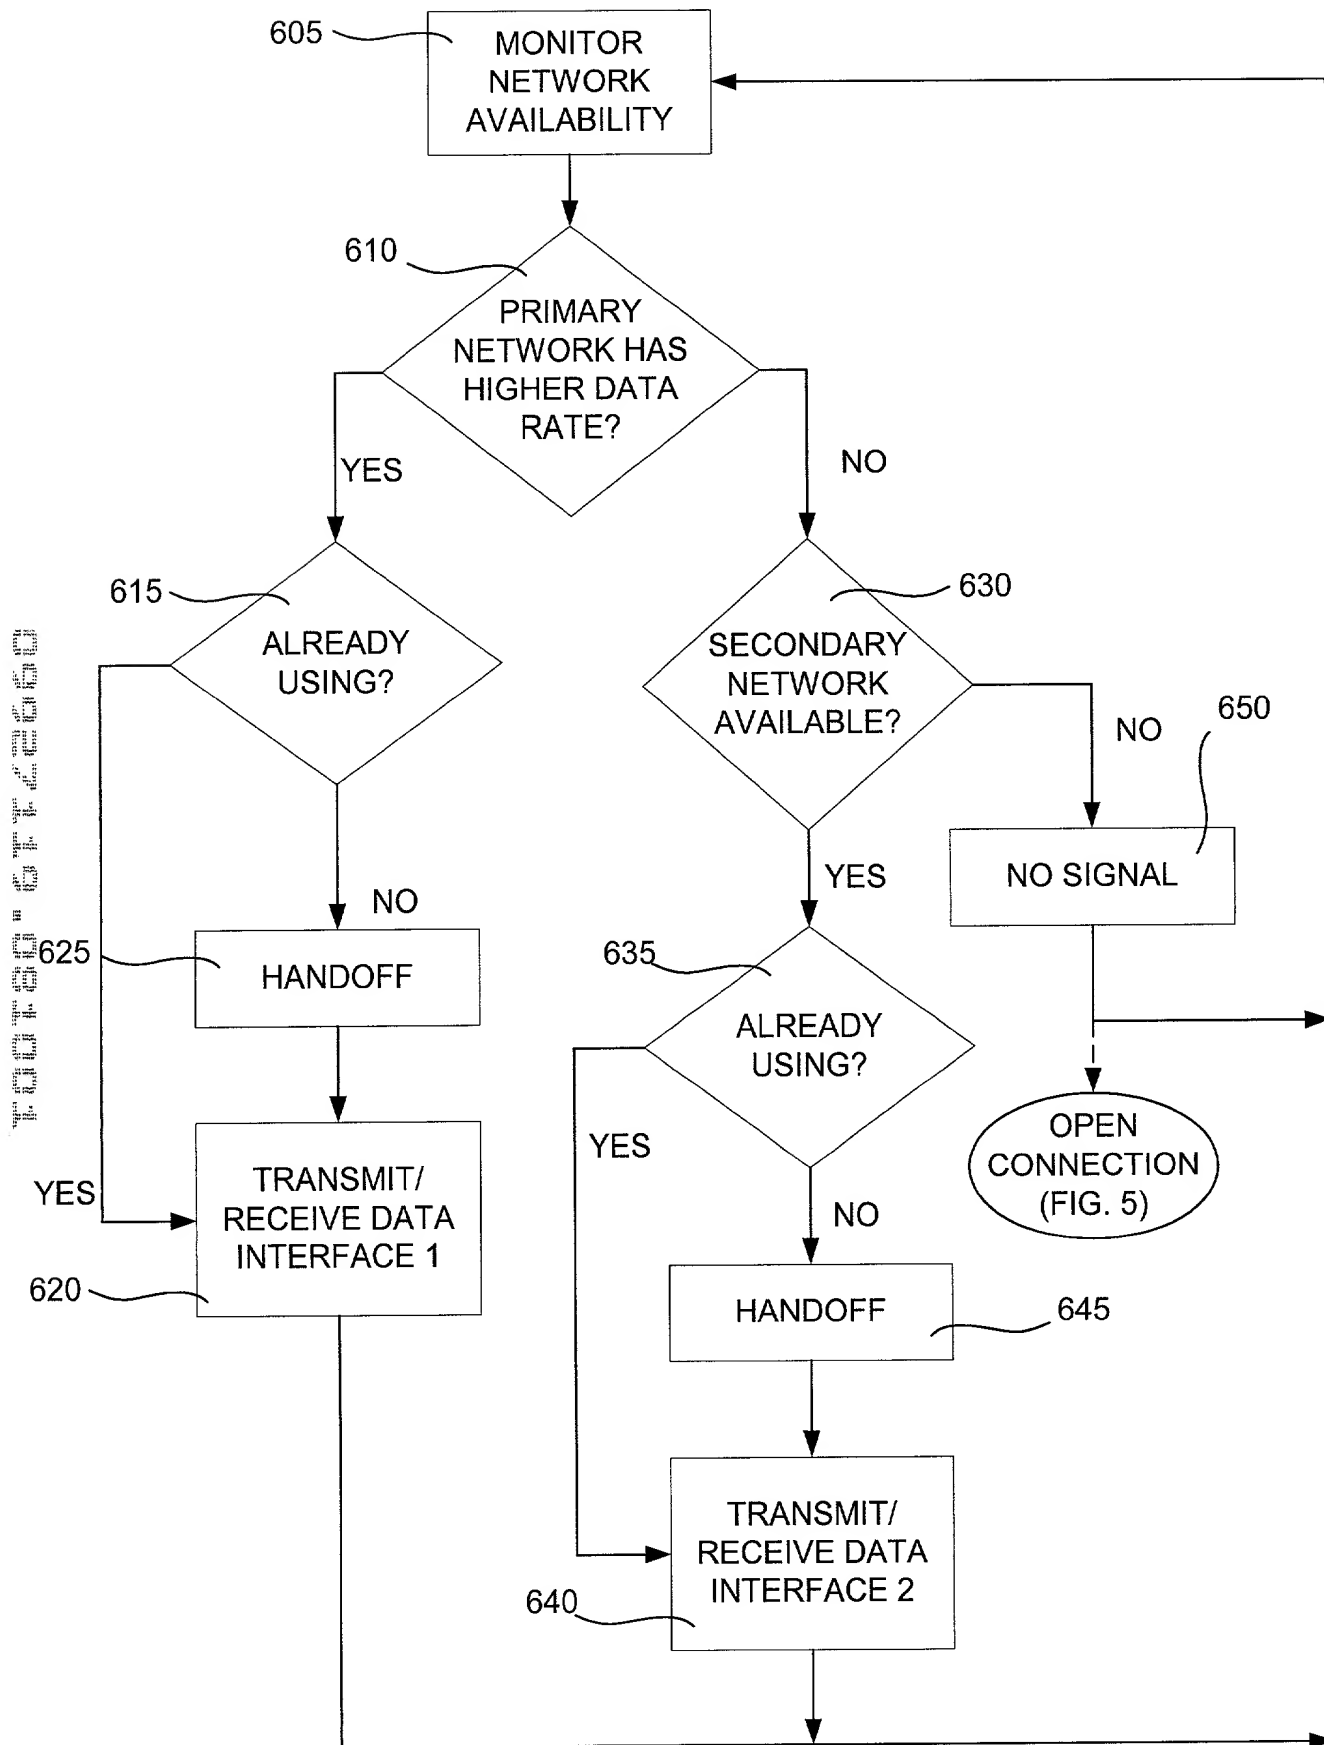 605
MONITOR
NETWORK
AVAILABILITY
610
PRIMARY
NETWORK HAS
HIGHER DATA
RATE?
YES
NO
615
ALREADY
USING?
630
SECONDARY
NETWORK
AVAILABLE?
NO
650
NO SIGNAL
YES
NO
625
HANDOFF
635
ALREADY
USING?
OPEN
CONNECTION
(FIG. 5)
YES
YES
TRANSMIT/
RECEIVE DATA
INTERFACE 1
620
NO
HANDOFF
645
TRANSMIT/
RECEIVE DATA
INTERFACE 2
640